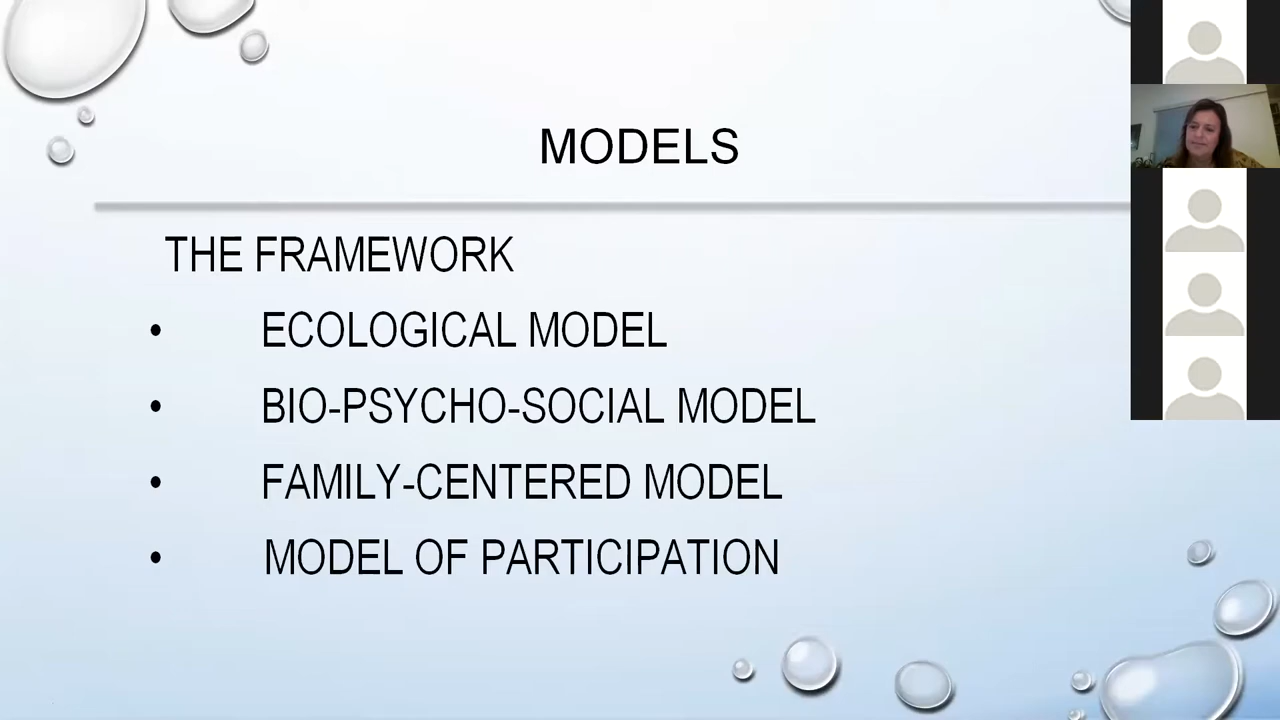 MODELS
THE FRAMEWORK
• ECOLOGICAL MODEL
• BIO-PSYCHO-SOCIAL MODEL
• FAMILY-CENTERED MODEL
• MODEL OF PARTICIPATION